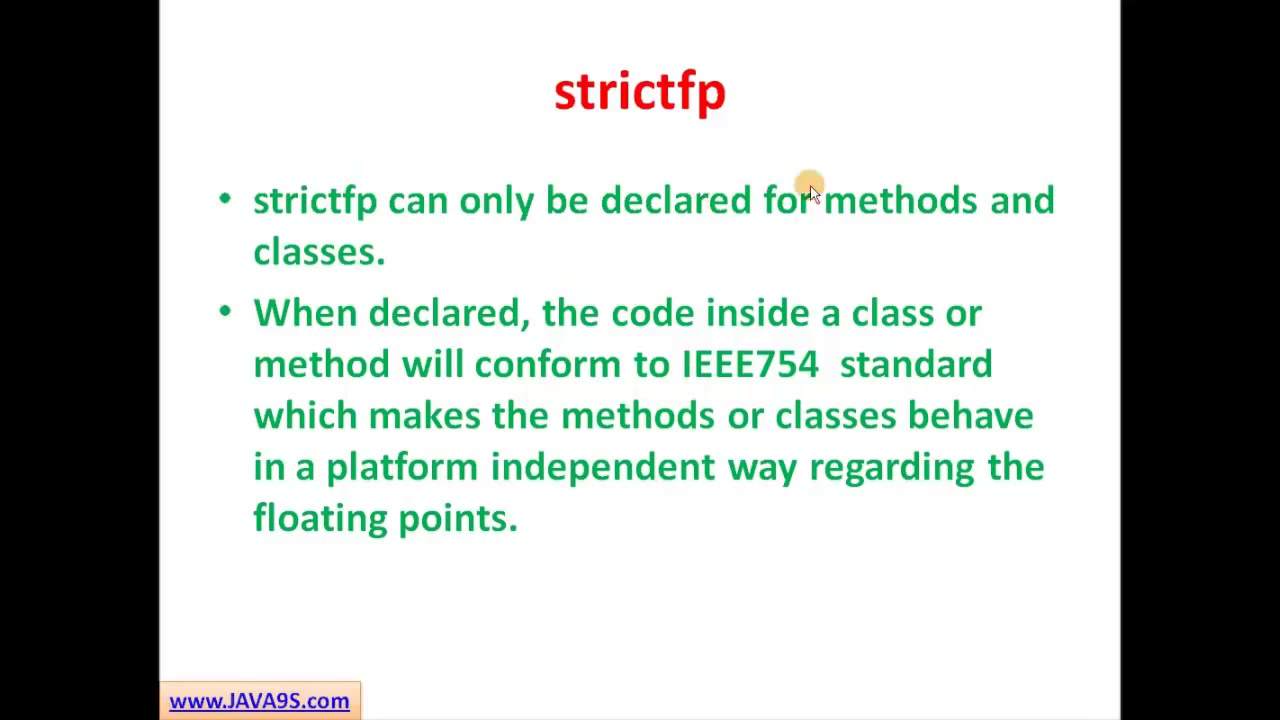 strictfp
• strictfp can only be declared for methods and
classes.
• When declared, the code inside a class or
method will conform to IEEE754  standard
which makes the methods or classes behave
in a platform independent way regarding the
floating points.
www.JAVA9S.com